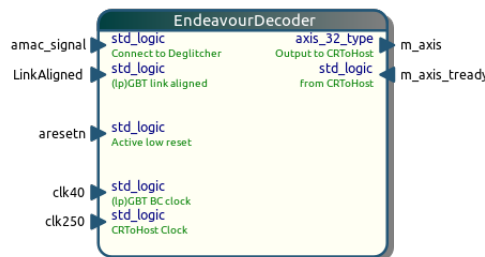 EndeavourDecoder
amac_signal std_logic axis_32_type m_axis
Connect to Deglitcher Output to CRToHost
LinkAligned std_logic std_logic m_axis_tready
(lp)GBT link aligned from CRToHost
aresetn std_logic
Active low reset
clk40 std_logic
(lp)GBT BC clock
clk250 std_logic
CRToHost Clock